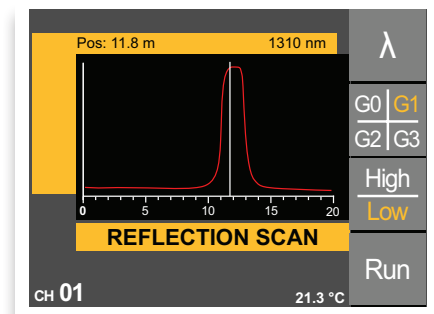 Pos: 11.8 m 1310 nm
λ
G0 G1
G2 G3
High
Low
0 5 10 15 20
REFLECTION SCAN
Run
CH 01 21.3 °C